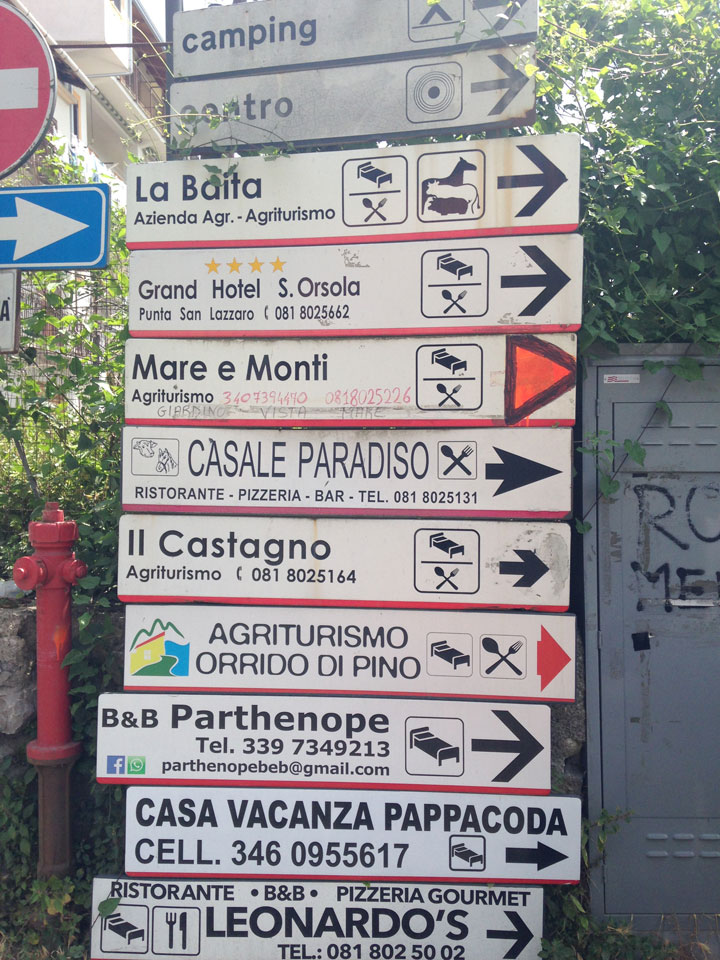 camping
centro
La Baita
Azienda Agr. - Agriturismo
Grand Hotel S. Orsola
Punta San Lazzaro 081 8025662
Mare e Monti
Agriturismo 3407394470 0818025226
GIARDINO - VISTA MARE
CASALE PARADISO
RISTORANTE - PIZZERIA - BAR - TEL. 081 8025131
Il Castagno
Agriturismo 081 8025164
AGRITURISMO
ORRIDO DI PINO
B&B Parthenope
Tel. 339 7349213
parthenopebeb@gmail.com
CASA VACANZA PAPPACODA
CELL. 346 0955617
RISTORANTE • B&B • PIZZERIA GOURMET
LEONARDO'S
TEL.: 081 802 50 02